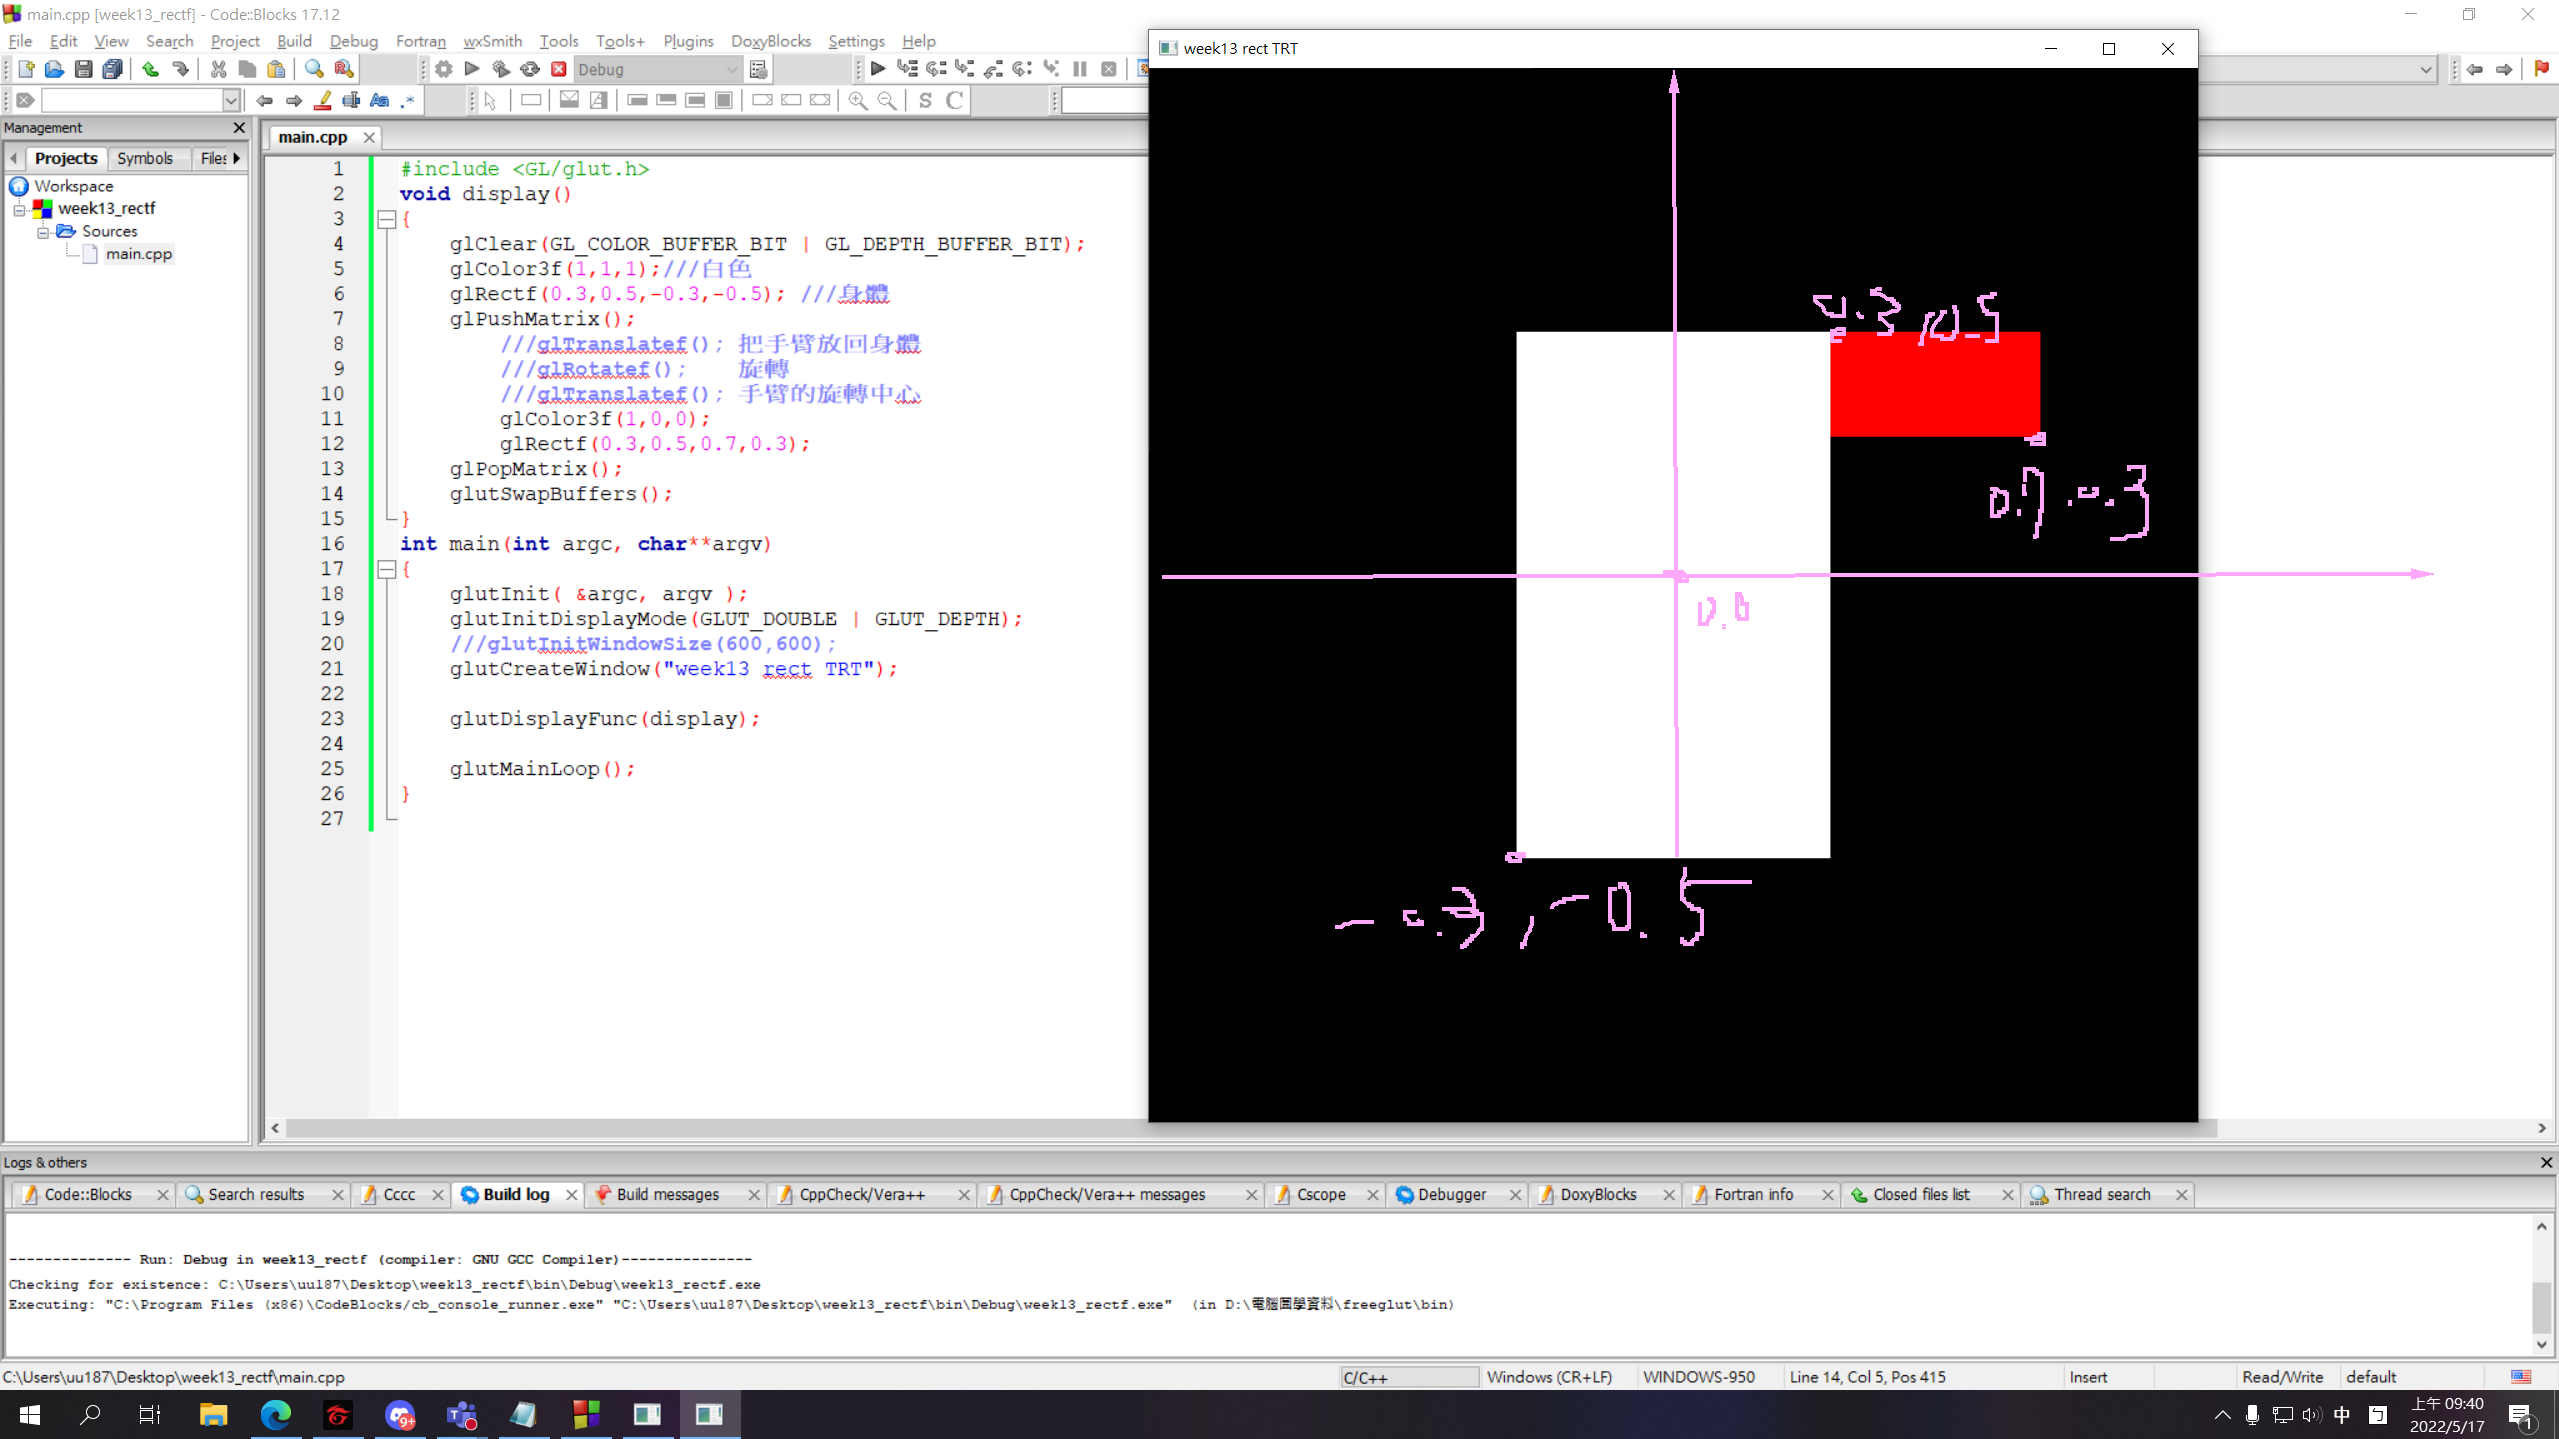 main.cpp [week13_rectf] - Code::Blocks 17.12
File Edit View Search Project Build Debug Fortran wxSmith Tools Tools+ Plugins DoxyBlocks Settings Help
Debug
S C
Management
Projects Symbols Files
Workspace
week13_rectf
Sources
main.cpp
main.cpp
1 #include <GL/glut.h>
2 void display()
3 {
4 glClear(GL_COLOR_BUFFER_BIT | GL_DEPTH_BUFFER_BIT);
5 glColor3f(1,1,1);///白色
6 glRectf(0.3,0.5,-0.3,-0.5); ///身體
7 glPushMatrix();
8 ///glTranslatef(); 把手臂放回身體
9 ///glRotatef(); 旋轉
10 ///glTranslatef(); 手臂的旋轉中心
11 glColor3f(1,0,0);
12 glRectf(0.3,0.5,0.7,0.3);
13 glPopMatrix();
14 glutSwapBuffers();
15 }
16 int main(int argc, char**argv)
17 {
18 glutInit( &argc, argv );
19 glutInitDisplayMode(GLUT_DOUBLE | GLUT_DEPTH);
20 ///glutInitWindowSize(600,600);
21 glutCreateWindow("week13 rect TRT");
22
23 glutDisplayFunc(display);
24
25 glutMainLoop();
26 }
27
week13 rect TRT
0.3,0.5
0.7.0.3
0.0
-0.3,-0.5
Logs & others
Code::Blocks Search results Cccc Build log Build messages CppCheck/Vera++ CppCheck/Vera++ messages Cscope Debugger DoxyBlocks Fortran info Closed files list Thread search
-------------- Run: Debug in week13_rectf (compiler: GNU GCC Compiler)---------------
Checking for existence: C:\Users\uu187\Desktop\week13_rectf\bin\Debug\week13_rectf.exe
Executing: "C:\Program Files (x86)\CodeBlocks/cb_console_runner.exe" "C:\Users\uu187\Desktop\week13_rectf\bin\Debug\week13_rectf.exe" (in D:\電腦圖學資料\freeglut\bin)
C:\Users\uu187\Desktop\week13_rectf\main.cpp C/C++ Windows (CR+LF) WINDOWS-950 Line 14, Col 5, Pos 415 Insert Read/Write default
9+
中
ㄅ
上午 09:40
2022/5/17
1